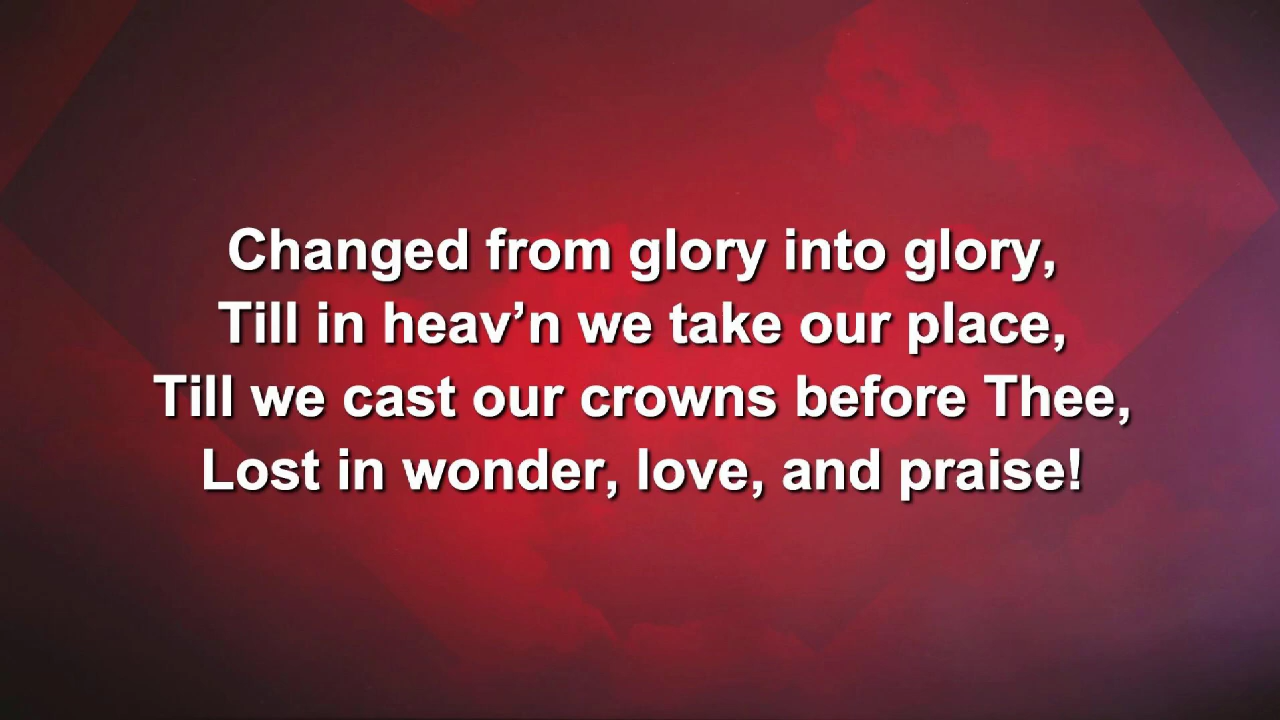 Changed from glory into glory,
Till in heav’n we take our place,
Till we cast our crowns before Thee,
Lost in wonder, love, and praise!